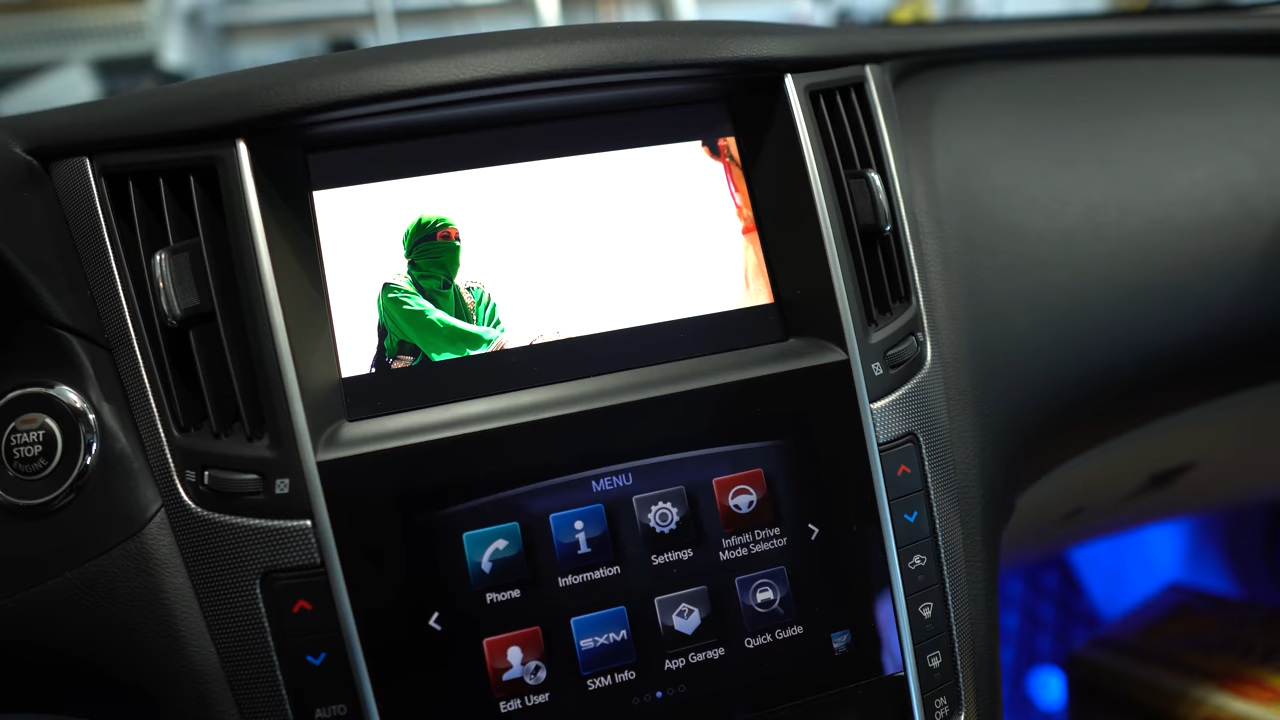 START
STOP
ENGINE
MENU
Phone
Information
Settings
Infiniti Drive
Mode Selector
Edit User
SXM
SXM Info
App Garage
Quick Guide
AUTO
ON
OFF